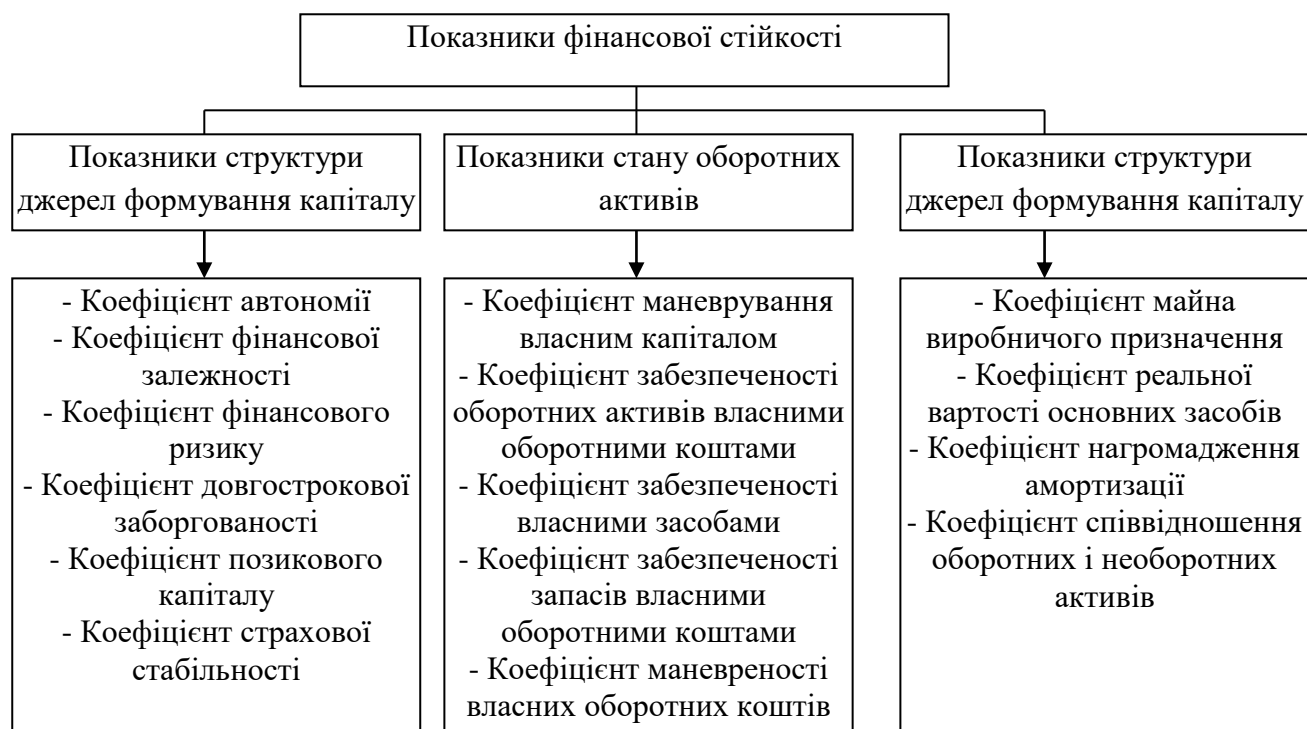 Показники фінансової стійкості
Показники структури
джерел формування капіталу
Показники стану оборотних
активів
Показники структури
джерел формування капіталу
- Коефіцієнт автономії
- Коефіцієнт фінансової
залежності
- Коефіцієнт фінансового
ризику
- Коефіцієнт довгострокової
заборгованості
- Коефіцієнт позикового
капіталу
- Коефіцієнт страхової
стабільності
- Коефіцієнт маневрування
власним капіталом
- Коефіцієнт забезпеченості
оборотних активів власними
оборотними коштами
- Коефіцієнт забезпеченості
власними засобами
- Коефіцієнт забезпеченості
запасів власними
оборотними коштами
- Коефіцієнт маневреності
власних оборотних коштів
- Коефіцієнт майна
виробничого призначення
- Коефіцієнт реальної
вартості основних засобів
- Коефіцієнт нагромадження
амортизації
- Коефіцієнт співвідношення
оборотних і необоротних
активів